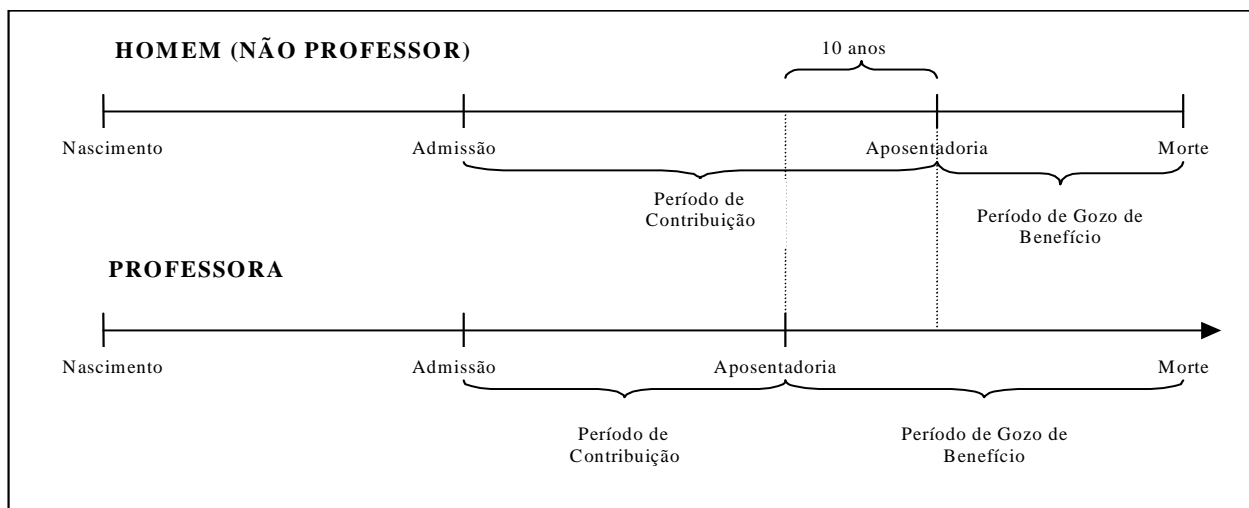 10 anos
HOMEM (NÃO PROFESSOR)
Nascimento Admissão Aposentadoria Morte
Período de
Contribuição
Período de Gozo de
Benefício
PROFESSORA
Nascimento Admissão Aposentadoria Morte
Período de
Contribuição
Período de Gozo de
Benefício